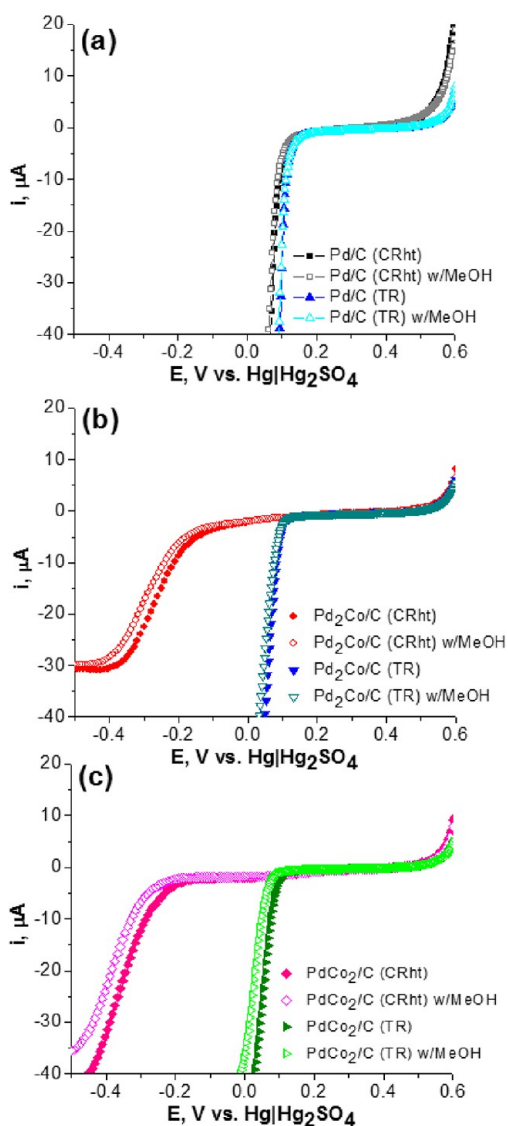 (a)
20
10
0
-10
-20
-30
-40
i, µA
Pd/C (CRht)
Pd/C (CRht) w/MeOH
Pd/C (TR)
Pd/C (TR) w/MeOH
-0.4 -0.2 0.0 0.2 0.4 0.6
E, V vs. Hg|Hg₂SO₄
(b)
20
10
0
-10
-20
-30
-40
i, µA
Pd₂Co/C (CRht)
Pd₂Co/C (CRht) w/MeOH
Pd₂Co/C (TR)
Pd₂Co/C (TR) w/MeOH
-0.4 -0.2 0.0 0.2 0.4 0.6
E, V vs. Hg|Hg₂SO₄
(c)
20
10
0
-10
-20
-30
-40
i, µA
PdCo₂/C (CRht)
PdCo₂/C (CRht) w/MeOH
PdCo₂/C (TR)
PdCo₂/C (TR) w/MeOH
-0.4 -0.2 0.0 0.2 0.4 0.6
E, V vs. Hg|Hg₂SO₄